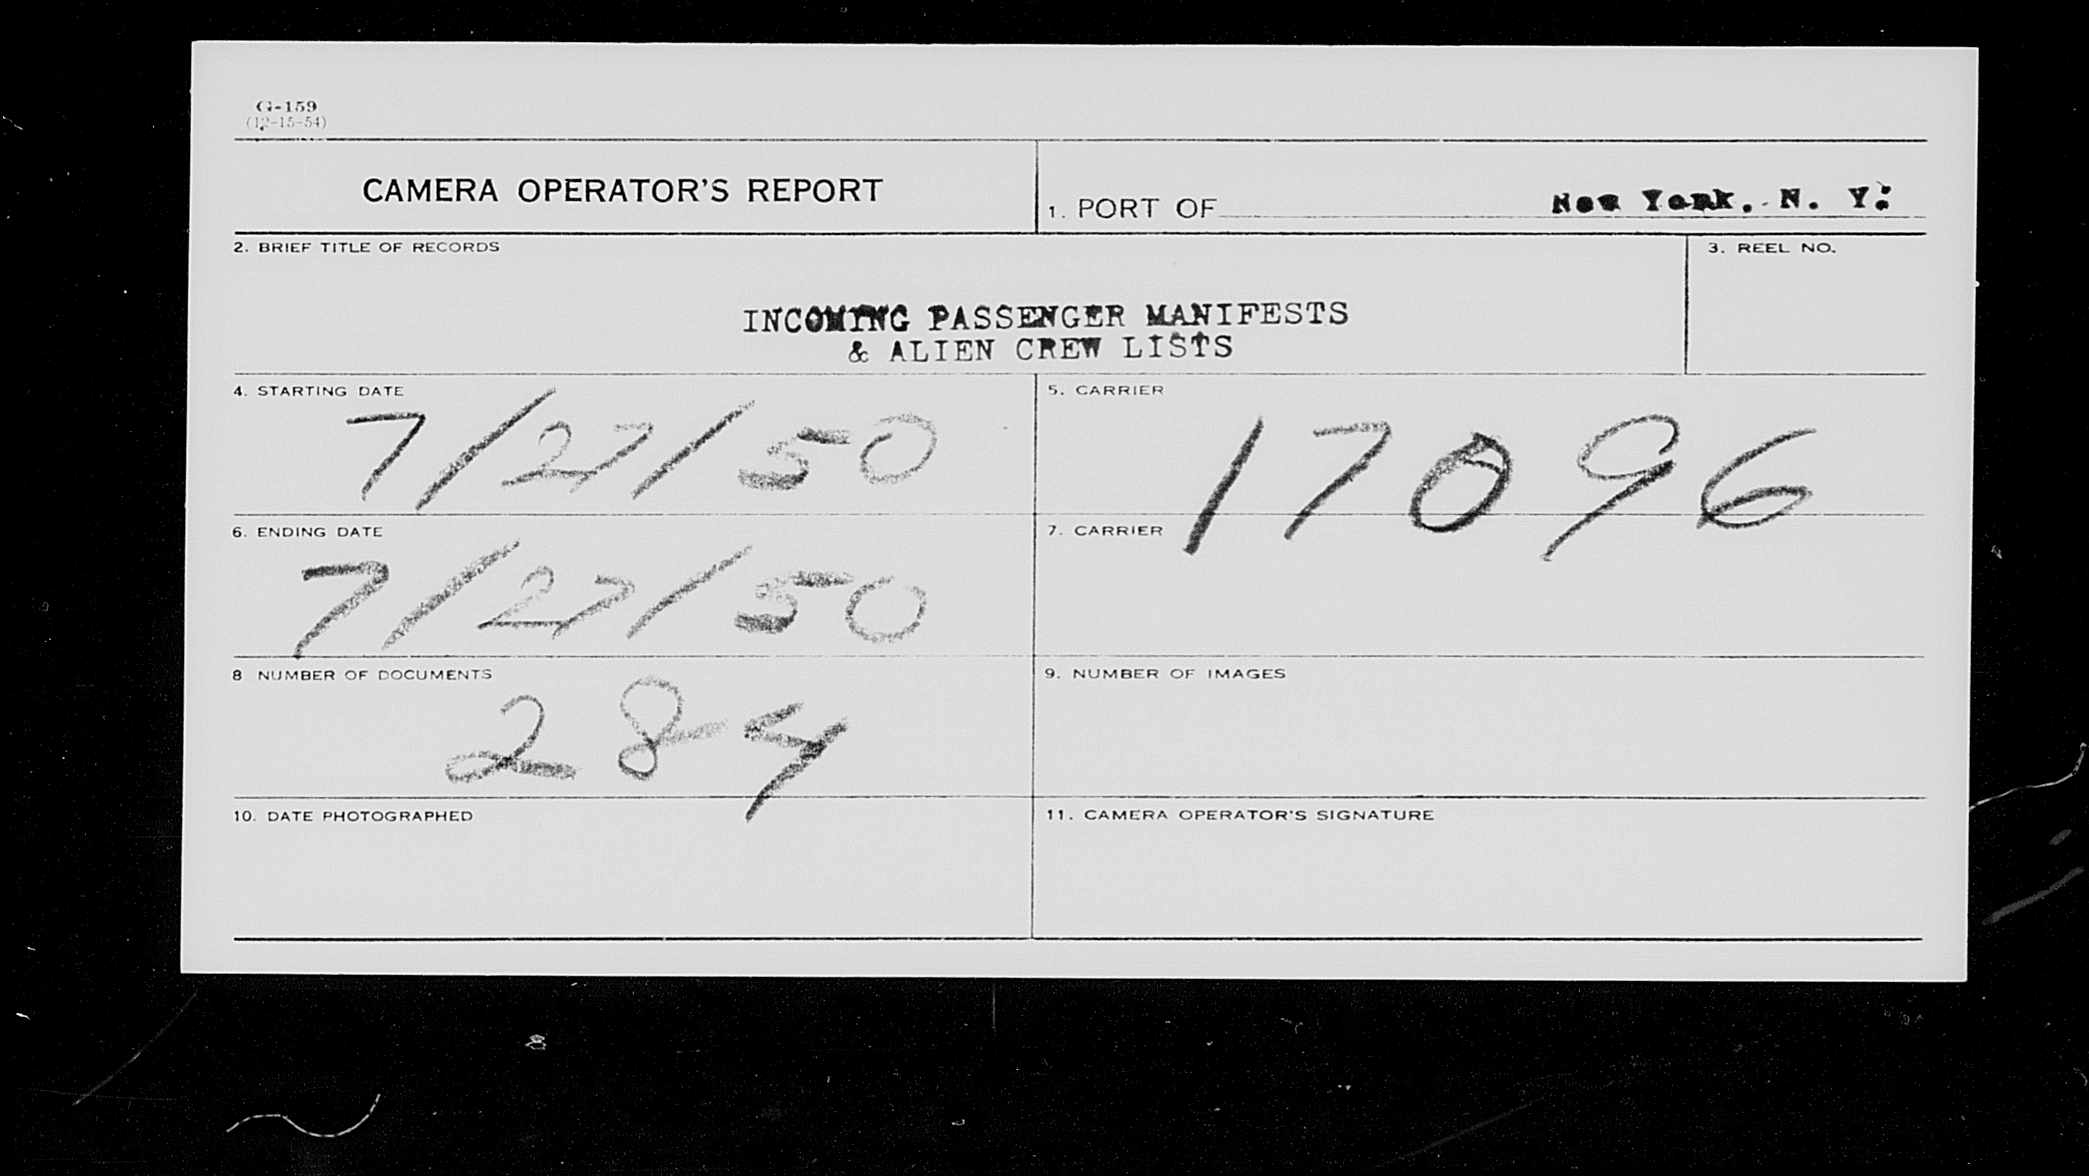 G-159
(12-15-54)
CAMERA OPERATOR'S REPORT
1. PORT OF New York, N. Y.
2. BRIEF TITLE OF RECORDS
3. REEL NO.
INCOMING PASSENGER MANIFESTS
& ALIEN CREW LISTS
4. STARTING DATE
7/27/50
5. CARRIER
17096
6. ENDING DATE
7/27/50
7. CARRIER
8 NUMBER OF DOCUMENTS
284
9. NUMBER OF IMAGES
10. DATE PHOTOGRAPHED
11. CAMERA OPERATOR'S SIGNATURE